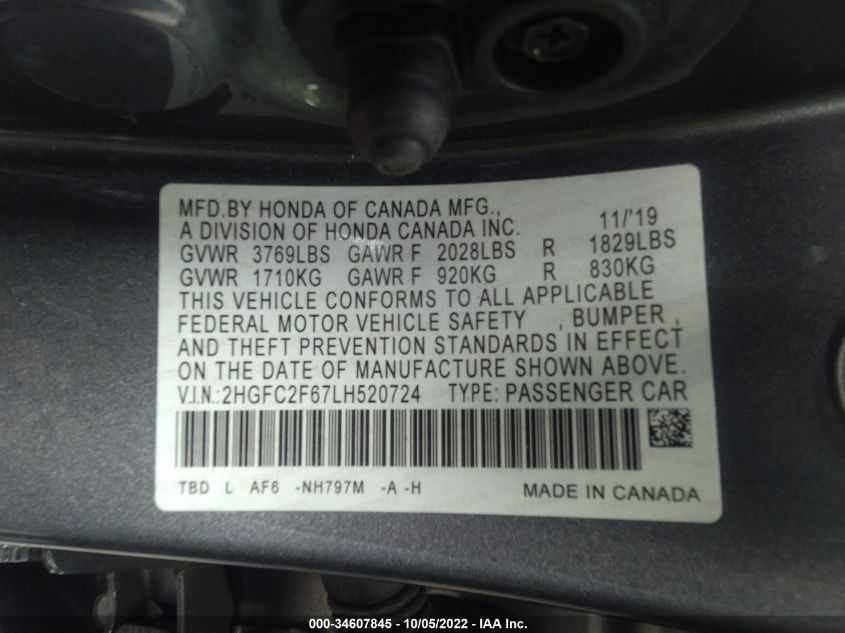 MFD.BY HONDA OF CANADA MFG.,
A DIVISION OF HONDA CANADA INC. 11/'19
GVWR 3769LBS GAWR F 2028LBS R 1829LBS
GVWR 1710KG GAWR F 920KG R 830KG
THIS VEHICLE CONFORMS TO ALL APPLICABLE
FEDERAL MOTOR VEHICLE SAFETY , BUMPER ,
AND THEFT PREVENTION STANDARDS IN EFFECT
ON THE DATE OF MANUFACTURE SHOWN ABOVE.
V.I.N.:2HGFC2F67LH520724 TYPE: PASSENGER CAR
TBD L AF6 -NH797M -A -H MADE IN CANADA
000-34607845 - 10/05/2022 - IAA Inc.